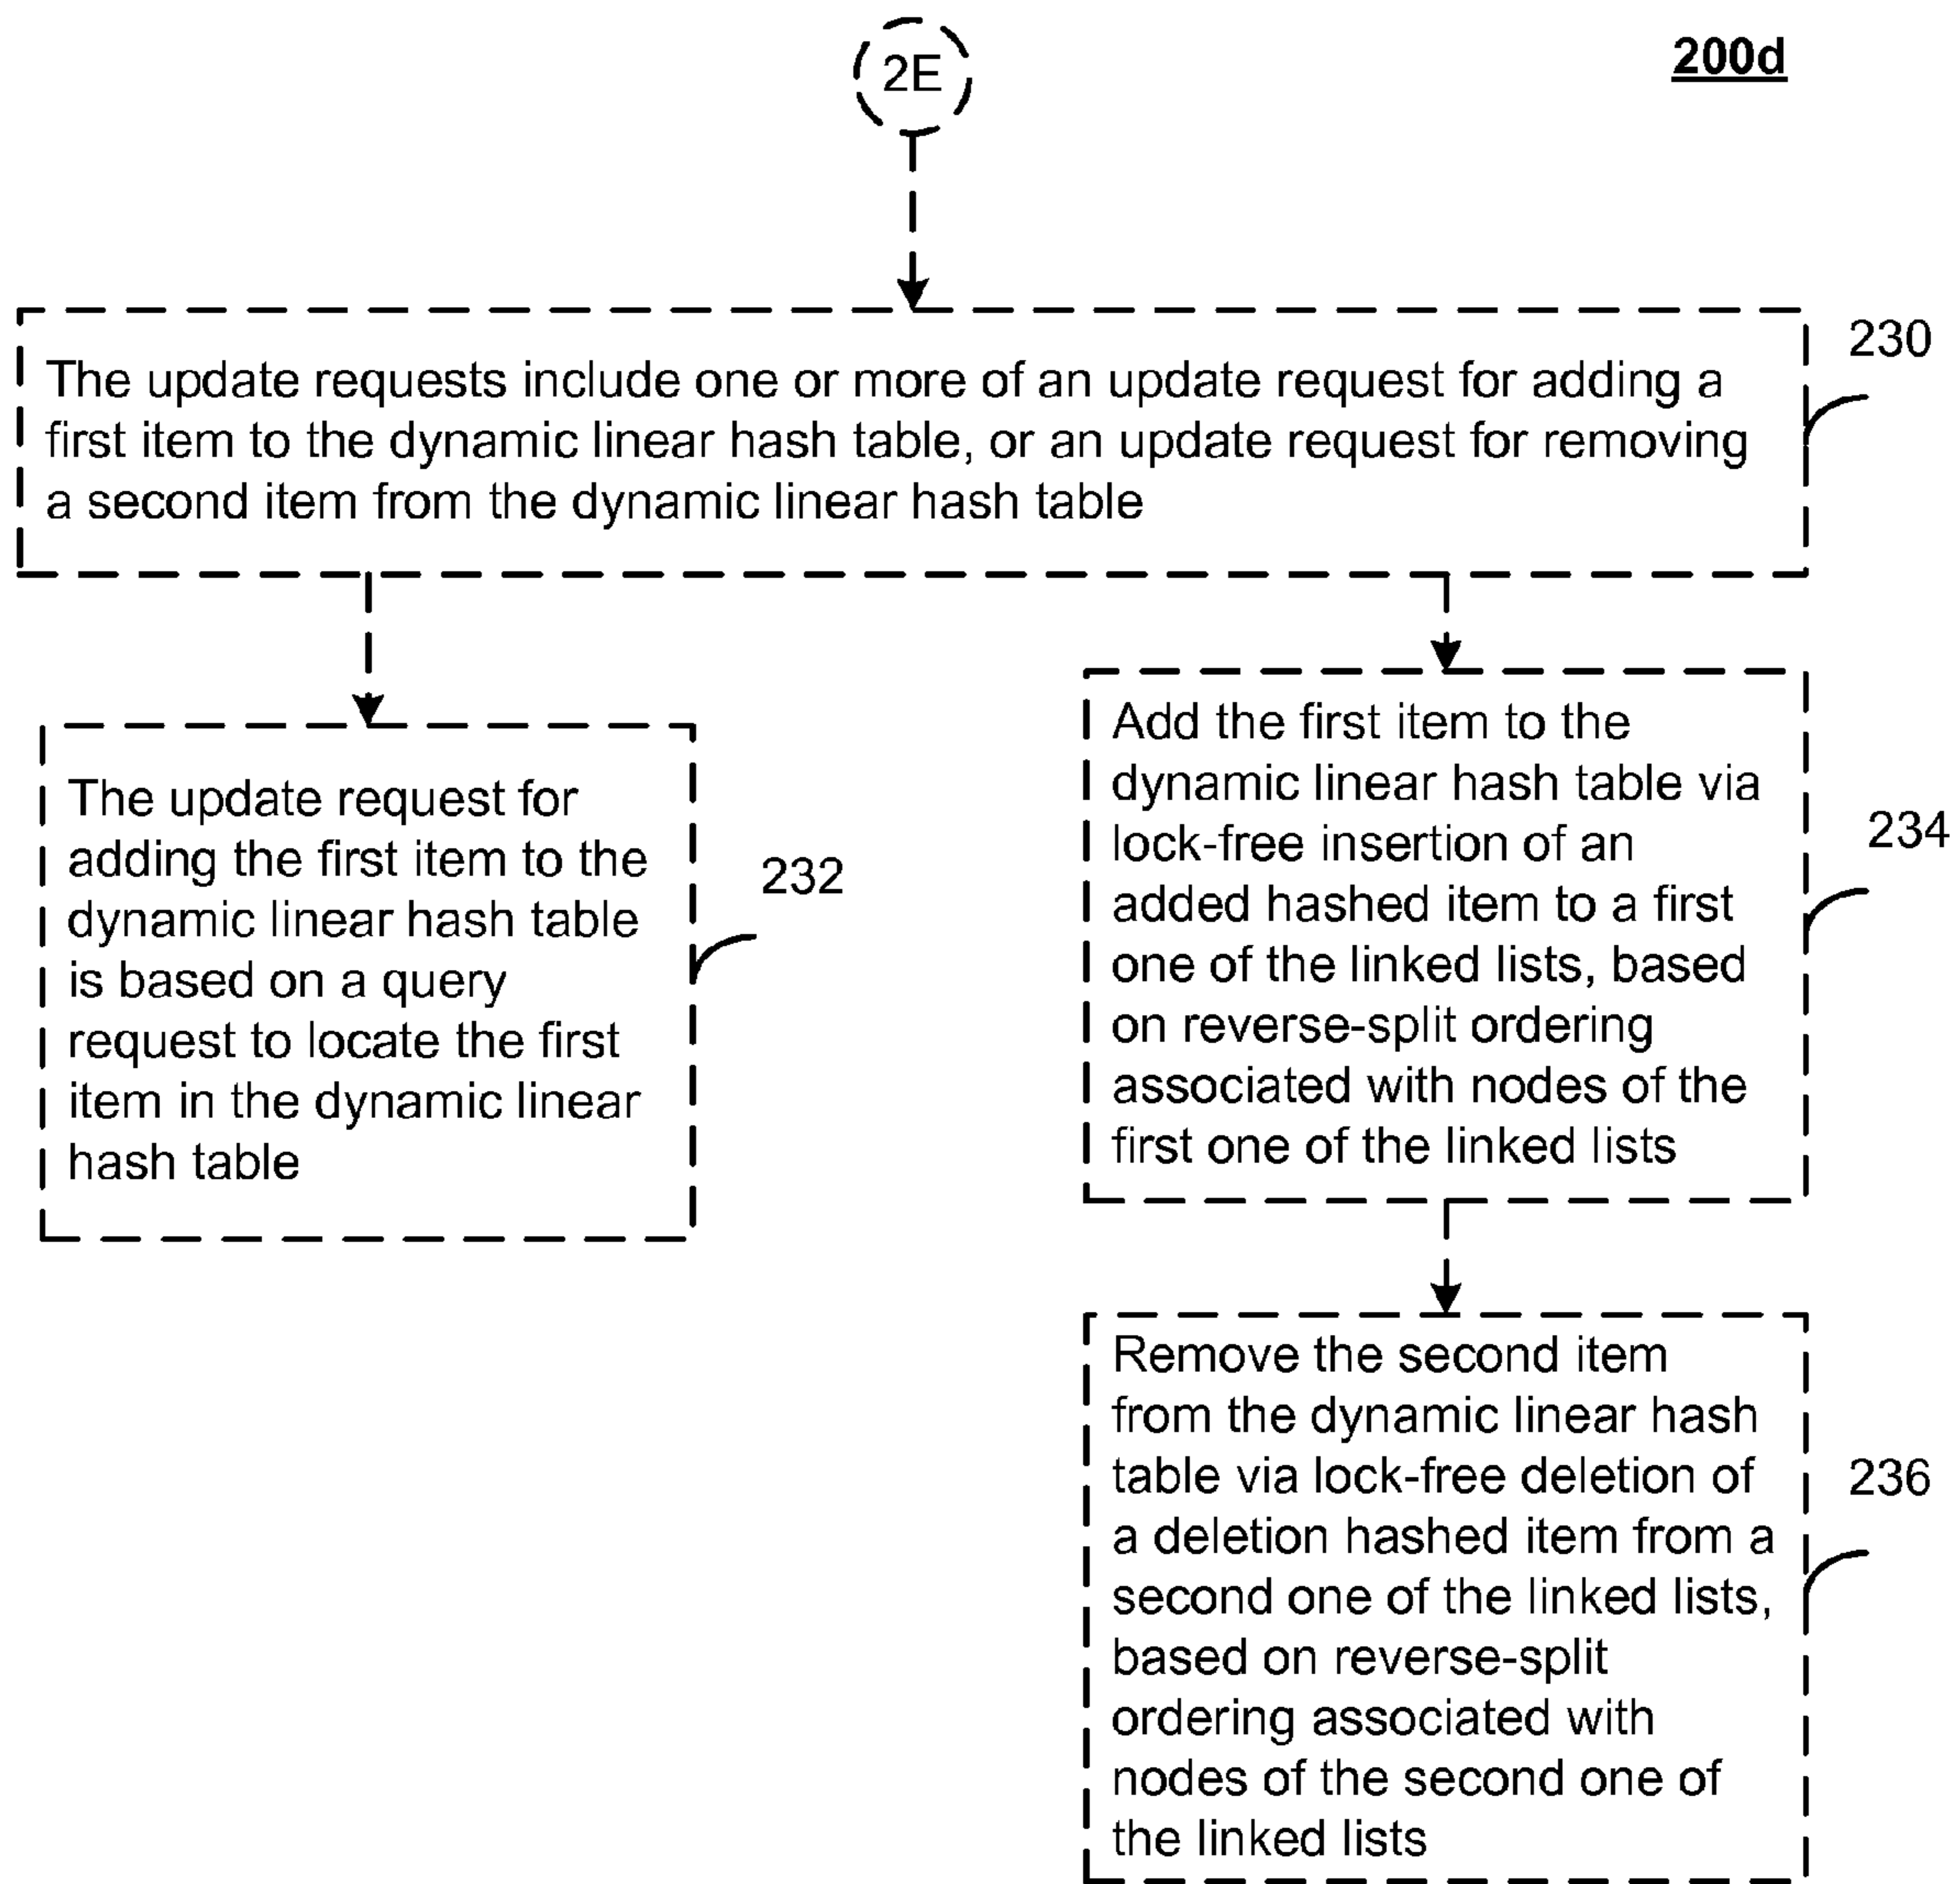 2E
200d
The update requests include one or more of an update request for adding a
first item to the dynamic linear hash table, or an update request for removing
a second item from the dynamic linear hash table
230
The update request for
adding the first item to the
dynamic linear hash table
is based on a query
request to locate the first
item in the dynamic linear
hash table
232
Add the first item to the
dynamic linear hash table via
lock-free insertion of an
added hashed item to a first
one of the linked lists, based
on reverse-split ordering
associated with nodes of the
first one of the linked lists
234
Remove the second item
from the dynamic linear hash
table via lock-free deletion of
a deletion hashed item from a
second one of the linked lists,
based on reverse-split
ordering associated with
nodes of the second one of
the linked lists
236